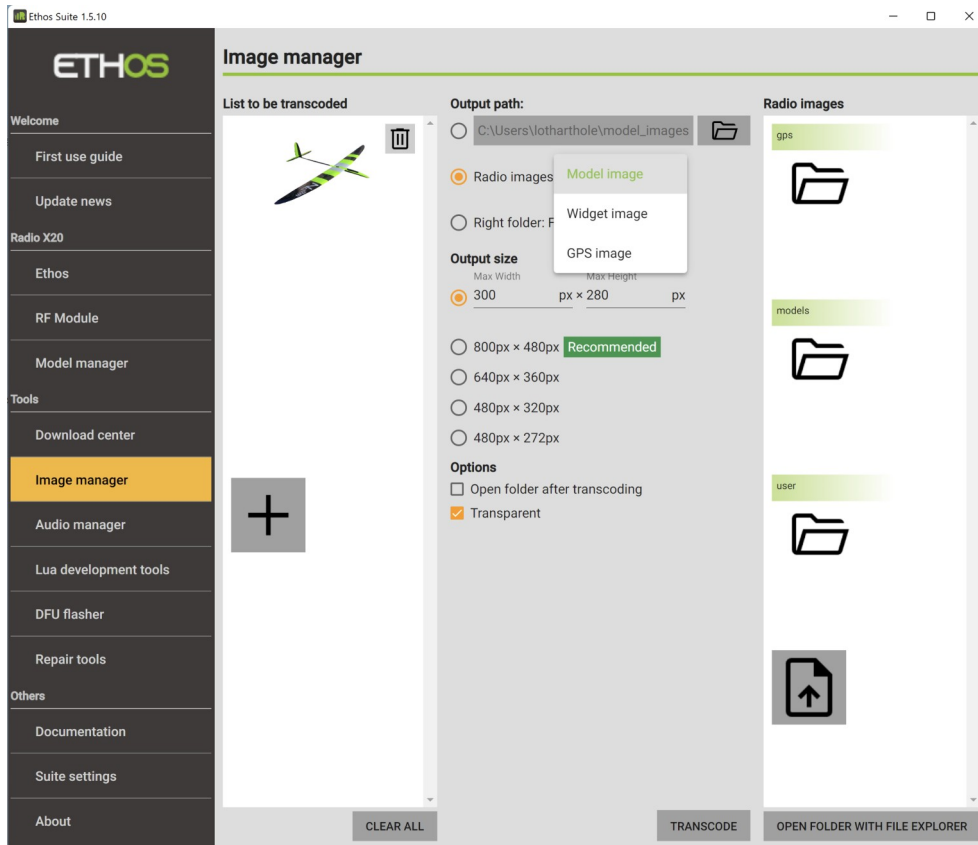 Ethos Suite 1.5.10
ETHOS
Welcome
First use guide
Update news
Radio X20
Ethos
RF Module
Model manager
Tools
Download center
Image manager
Audio manager
Lua development tools
DFU flasher
Repair tools
Others
Documentation
Suite settings
About
Image manager
List to be transcoded
CLEAR ALL
Output path:
C:\Users\lotharthole\model_images
Radio images
Model image
Widget image
GPS image
Right folder: F
Output size
Max Width
Max Height
300 px × 280 px
800px × 480px Recommended
640px × 360px
480px × 320px
480px × 272px
Options
Open folder after transcoding
Transparent
TRANSCODE
Radio images
gps
models
user
OPEN FOLDER WITH FILE EXPLORER